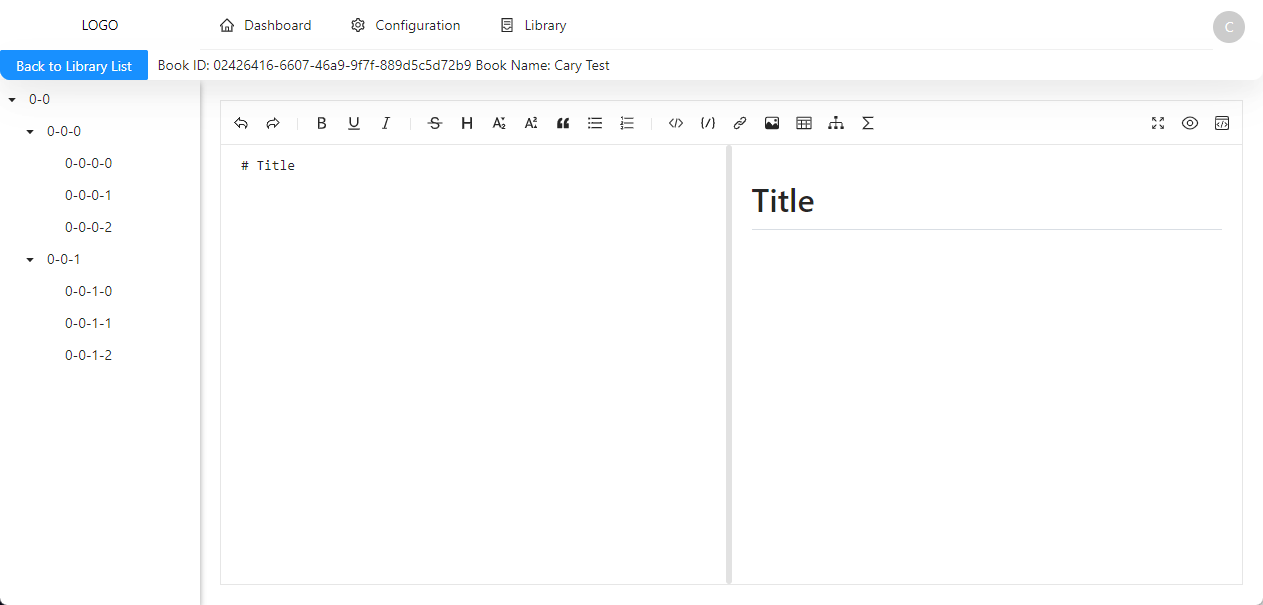 LOGO Dashboard Configuration Library C
Back to Library List Book ID: 02426416-6607-46a9-9f7f-889d5c5d72b9 Book Name: Cary Test
0-0
0-0-0
0-0-0-0
0-0-0-1
0-0-0-2
0-0-1
0-0-1-0
0-0-1-1
0-0-1-2
# Title
Title